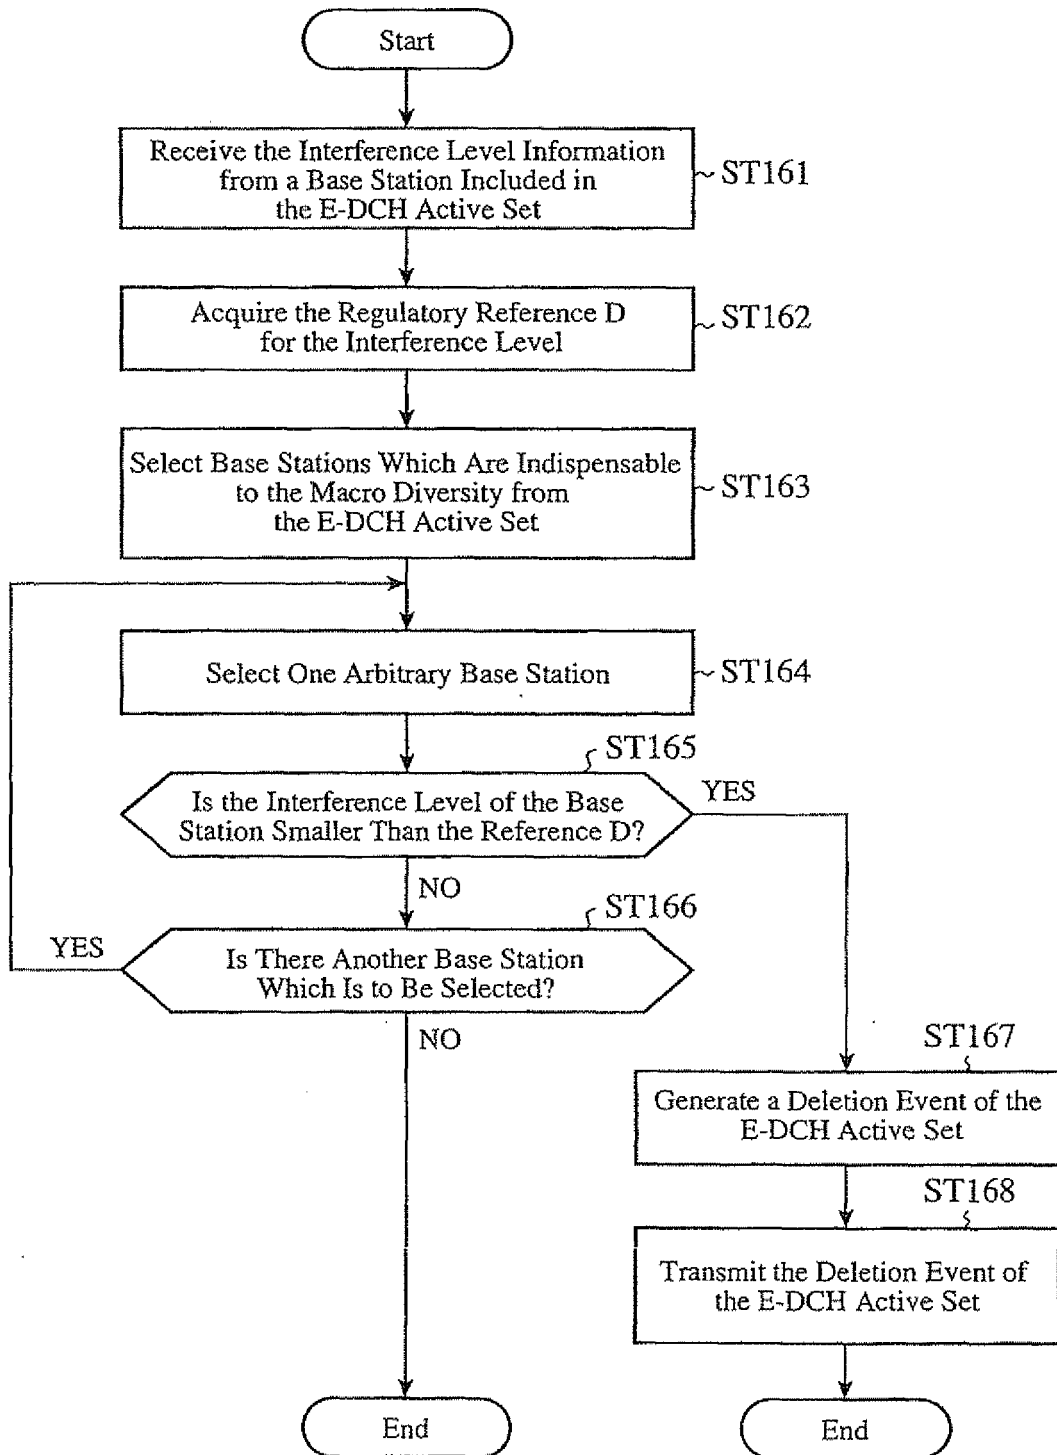 Start
Receive the Interference Level Information
from a Base Station Included in
the E-DCH Active Set
ST161
Acquire the Regulatory Reference D
for the Interference Level
ST162
Select Base Stations Which Are Indispensable
to the Macro Diversity from
the E-DCH Active Set
ST163
Select One Arbitrary Base Station
ST164
ST165
Is the Interference Level of the Base
Station Smaller Than the Reference D?
YES
NO
ST166
YES
Is There Another Base Station
Which Is to Be Selected?
NO
ST167
Generate a Deletion Event of the
E-DCH Active Set
ST168
Transmit the Deletion Event of
the E-DCH Active Set
End
End